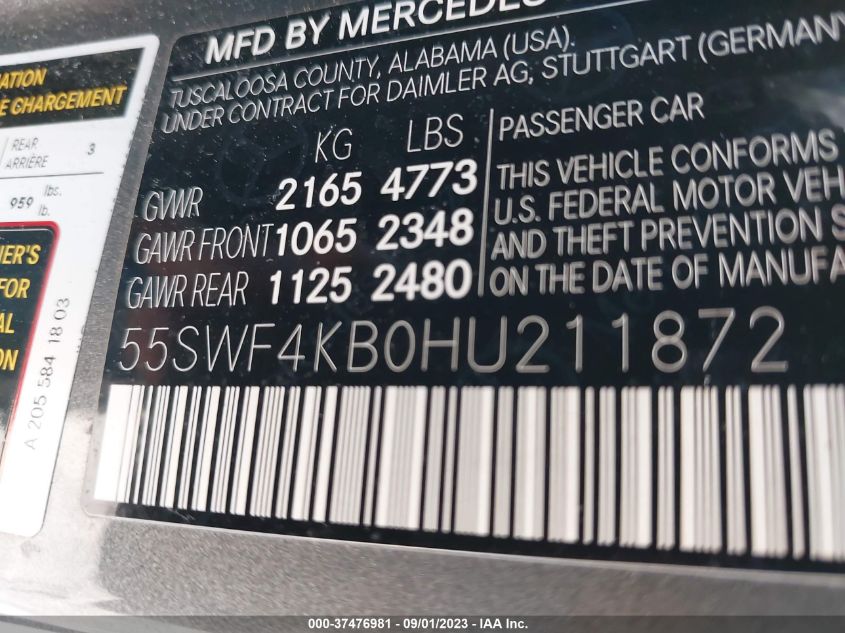 MFD BY MERCEDES
TUSCALOOSA COUNTY, ALABAMA (USA).
UNDER CONTRACT FOR DAIMLER AG, STUTTGART (GERMANY
KG LBS
GVWR 2165 4773
GAWR FRONT 1065 2348
GAWR REAR 1125 2480
PASSENGER CAR
THIS VEHICLE CONFORMS
U.S. FEDERAL MOTOR VEH
AND THEFT PREVENTION S
ON THE DATE OF MANUFA
55SWF4KB0HU211872
CHARGEMENT
REAR 3
ARRIÈRE
959 lbs.
lb.
NER'S
FOR
AL
ON
A 205 584 18 03
000-37476981 - 09/01/2023 - © IAA Holdings, LLC.